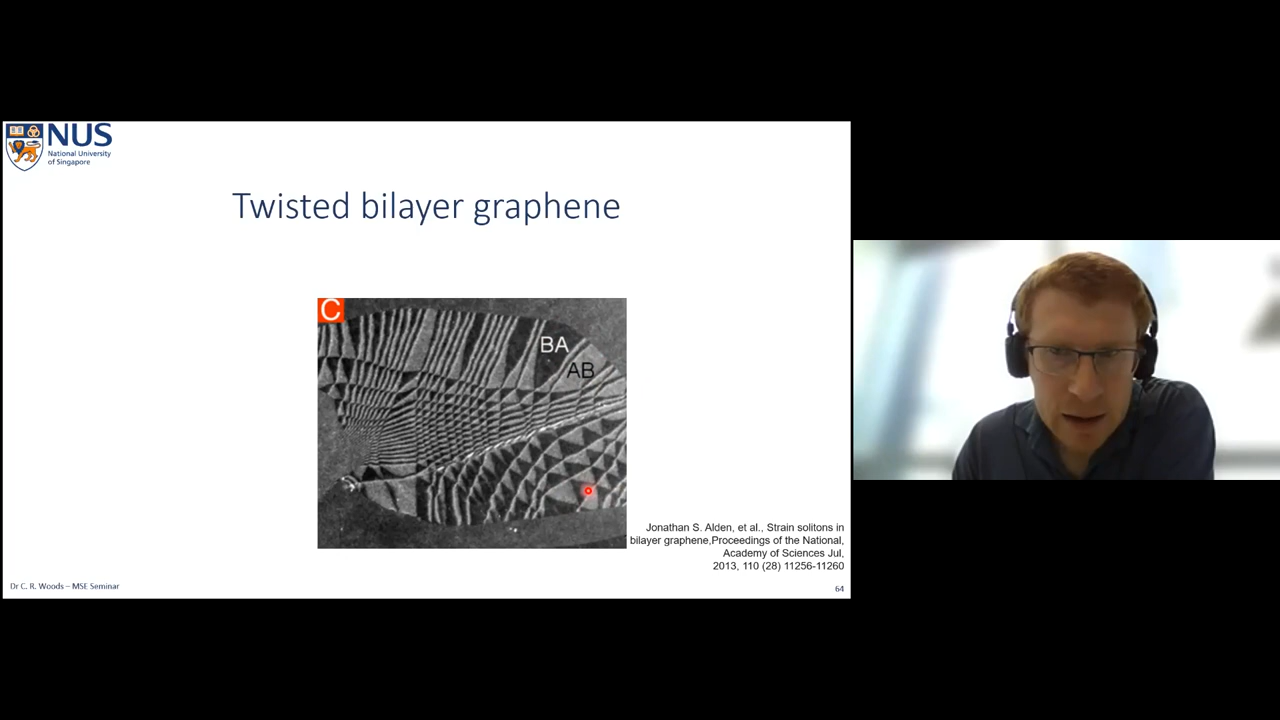 NUS
National University
of Singapore
Twisted bilayer graphene
C
BA
AB
Jonathan S. Alden, et al., Strain solitons in
bilayer graphene,Proceedings of the National,
Academy of Sciences Jul,
2013, 110 (28) 11256-11260
Dr C. R. Woods – MSE Seminar
64